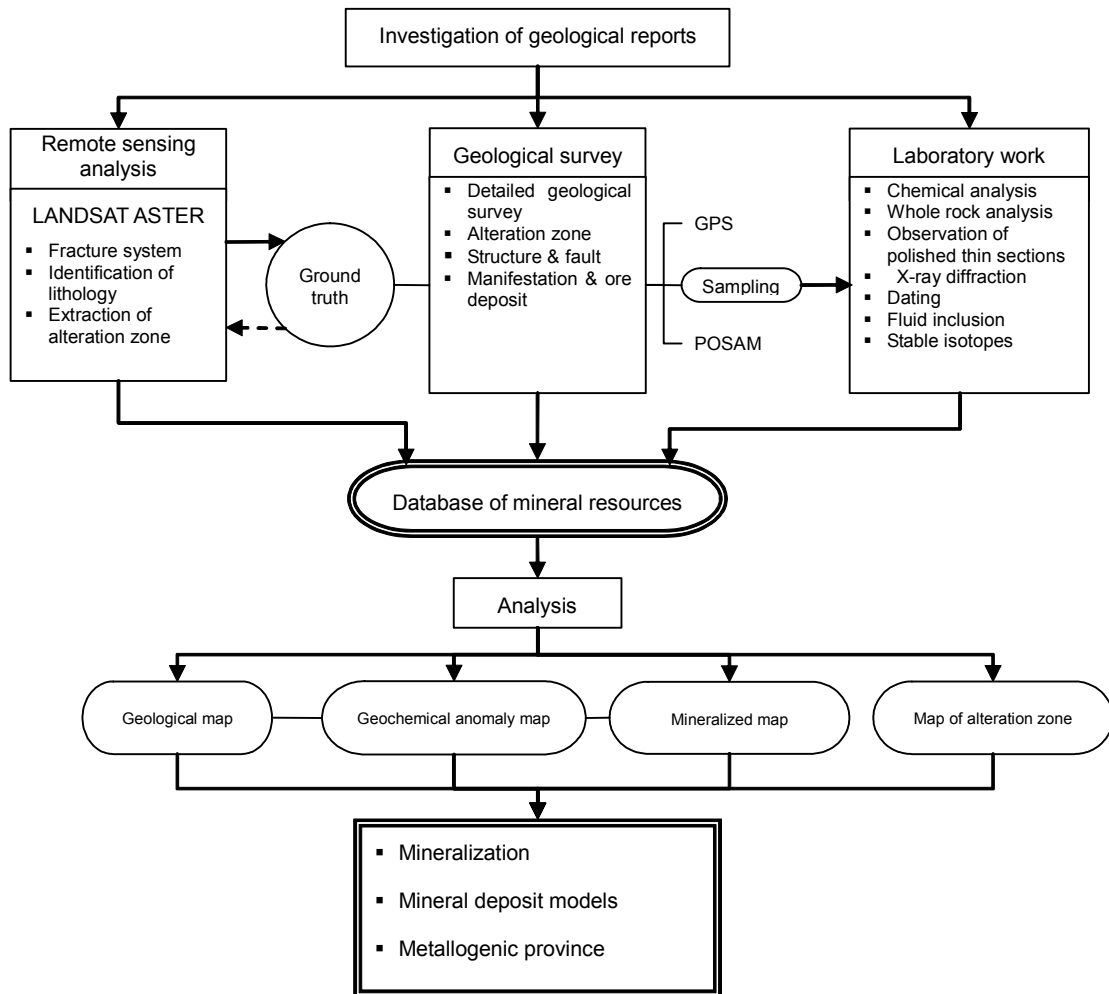 Investigation of geological reports
Remote sensing
analysis
LANDSAT ASTER
▪ Fracture system
▪ Identification of
lithology
▪ Extraction of
alteration zone
Ground
truth
Geological survey
▪ Detailed geological
survey
▪ Alteration zone
▪ Structure & fault
▪ Manifestation & ore
deposit
GPS
Sampling
POSAM
Laboratory work
▪ Chemical analysis
▪ Whole rock analysis
▪ Observation of
polished thin sections
▪ X-ray diffraction
▪ Dating
▪ Fluid inclusion
▪ Stable isotopes
Database of mineral resources
Analysis
Geological map
Geochemical anomaly map
Mineralized map
Map of alteration zone
▪ Mineralization
▪ Mineral deposit models
▪ Metallogenic province